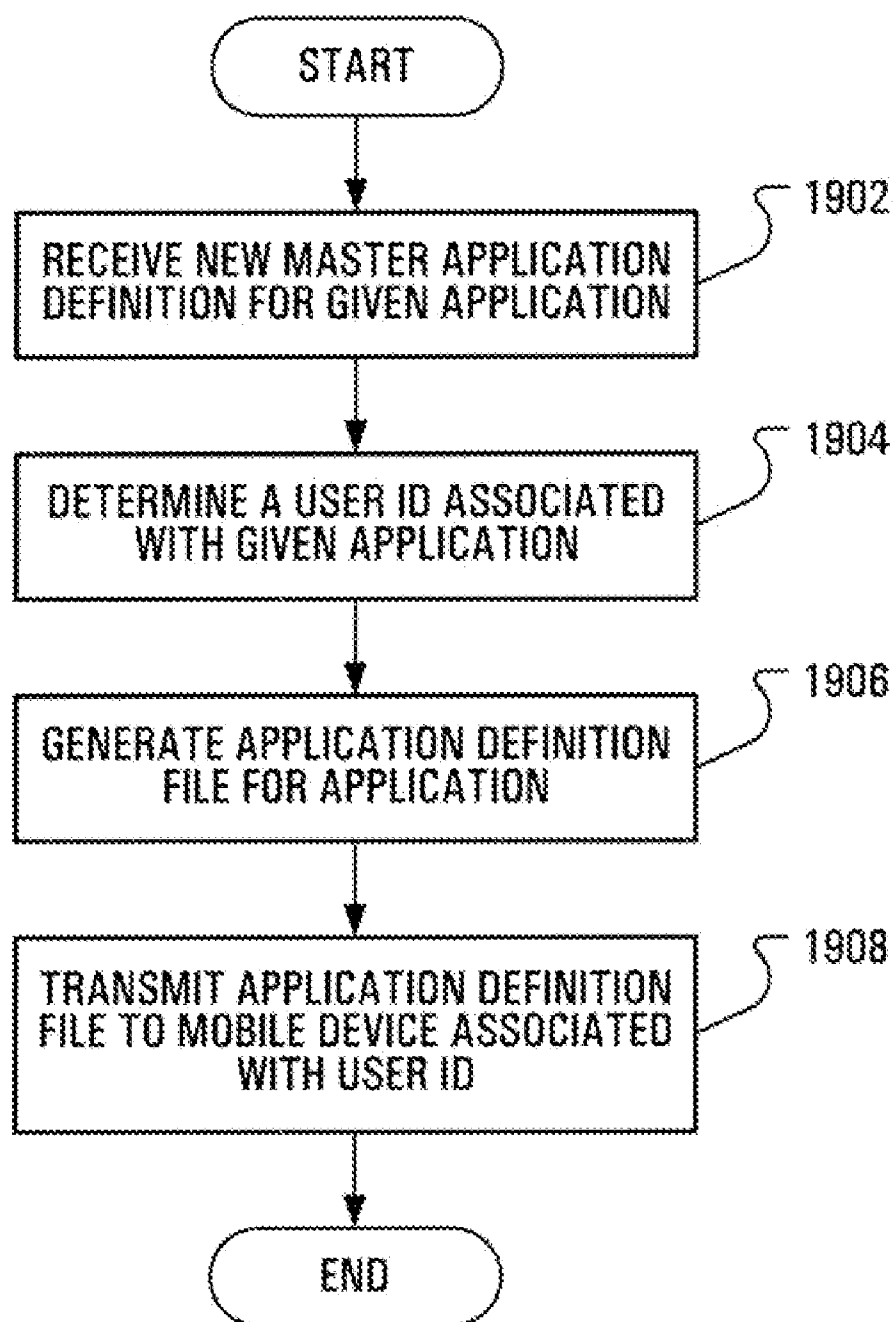 START
1902
RECEIVE NEW MASTER APPLICATION
DEFINITION FOR GIVEN APPLICATION
1904
DETERMINE A USER ID ASSOCIATED
WITH GIVEN APPLICATION
1906
GENERATE APPLICATION DEFINITION
FILE FOR APPLICATION
1908
TRANSMIT APPLICATION DEFINITION
FILE TO MOBILE DEVICE ASSOCIATED
WITH USER ID
END